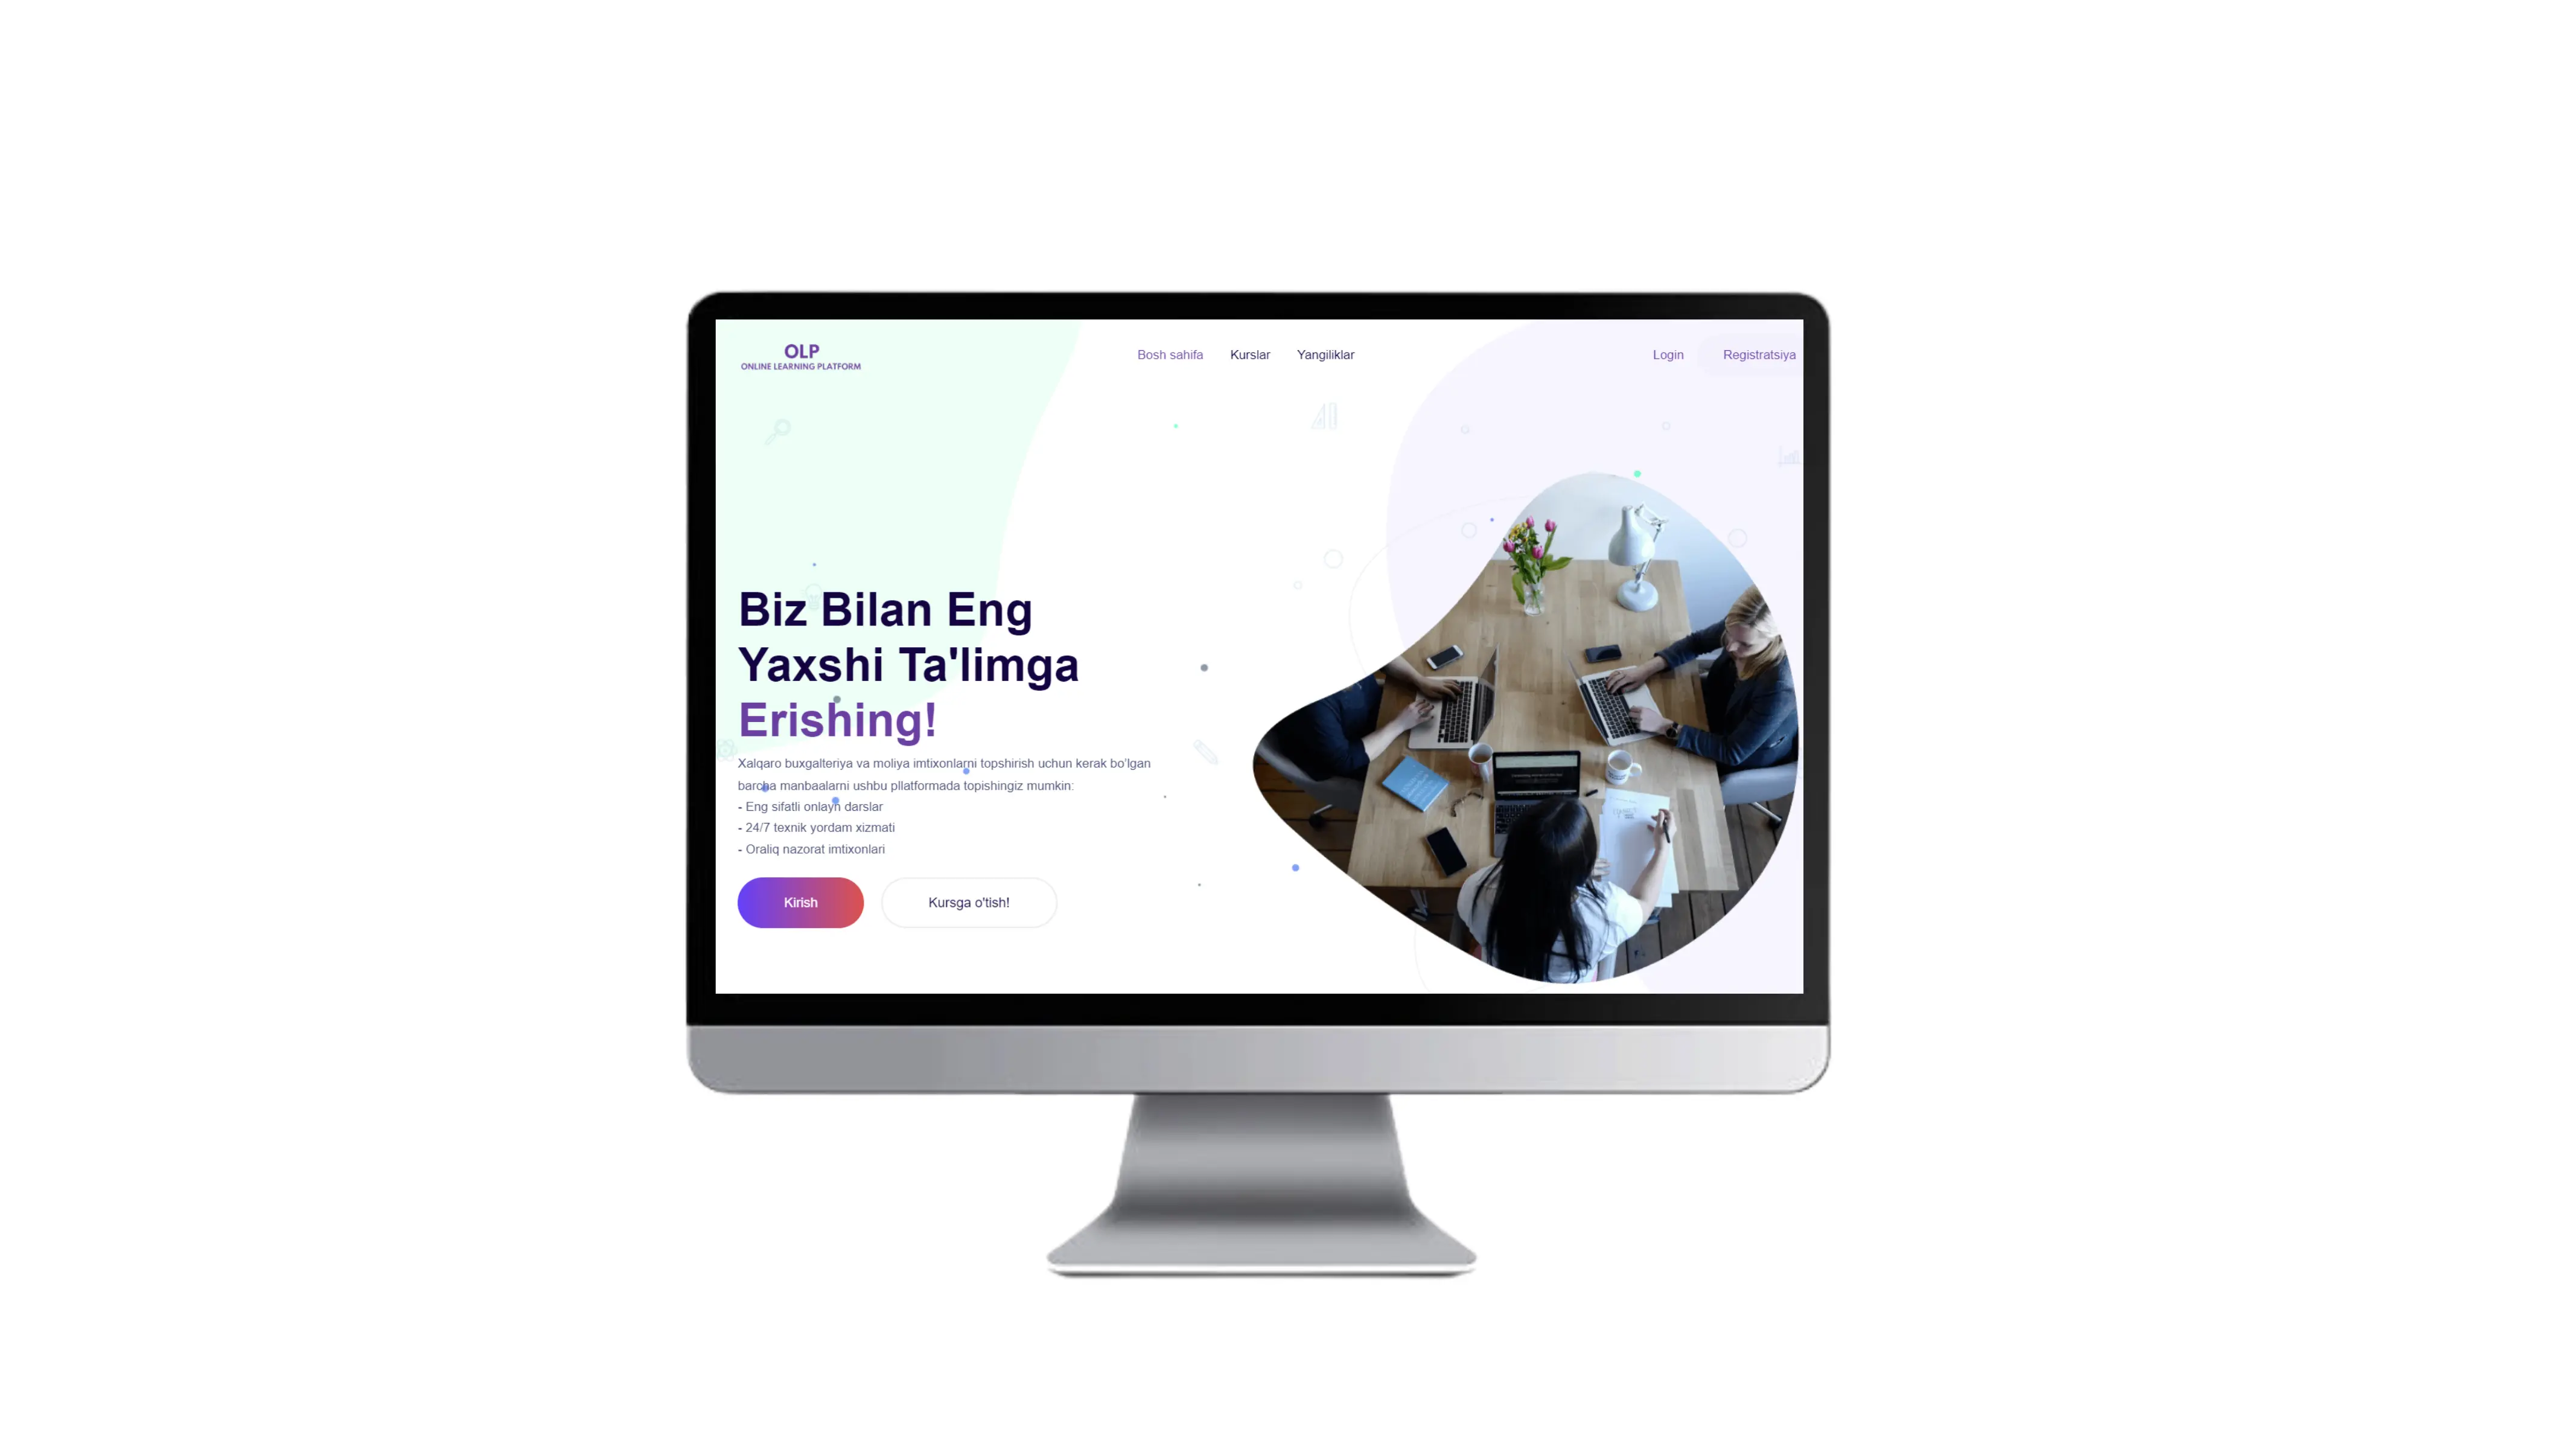 OLP
ONLINE LEARNING PLATFORM
Bosh sahifa Kurslar Yangiliklar Login Registratsiya
Biz Bilan Eng
Yaxshi Ta'limga
Erishing!
Xalqaro buxgalteriya va moliya imtixonlarni topshirish uchun kerak bo'lgan
barcha manbaalarni ushbu pllatformada topishingiz mumkin:
- Eng sifatli onlayn darslar
- 24/7 texnik yordam xizmati
- Oraliq nazorat imtixonlari
Kirish Kursga o'tish!